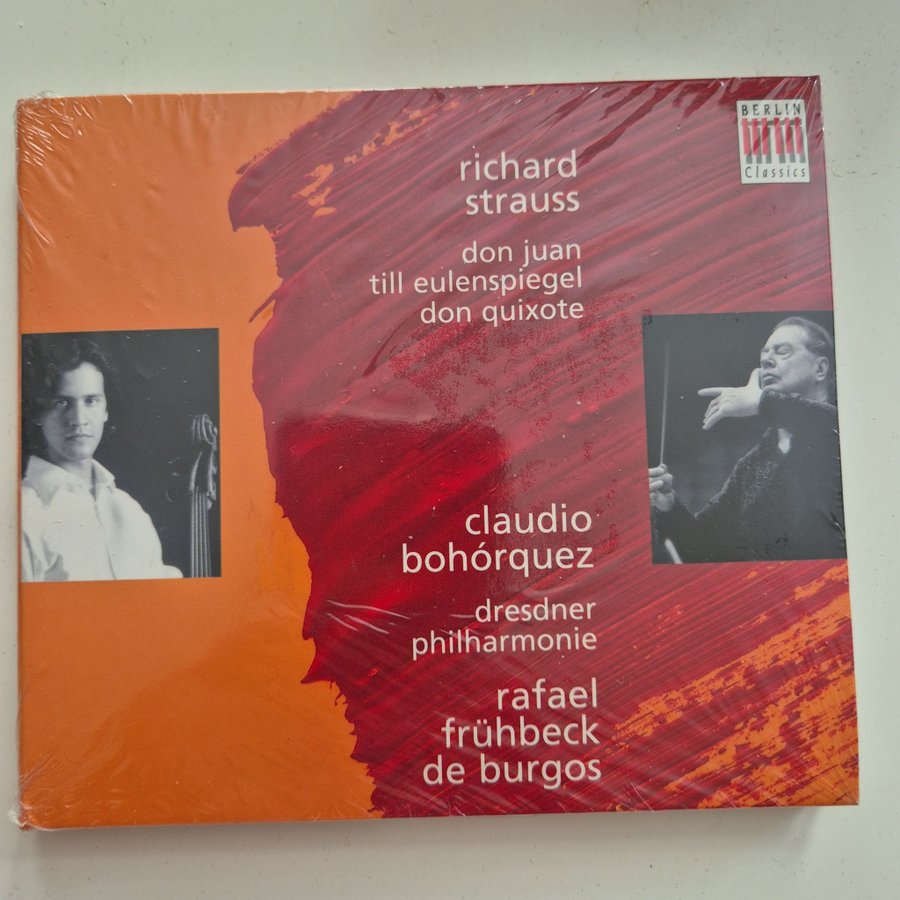 BERLIN
Classics
richard
strauss
don juan
till eulenspiegel
don quixote
claudio
bohórquez
dresdner
philharmonie
rafael
frühbeck
de burgos